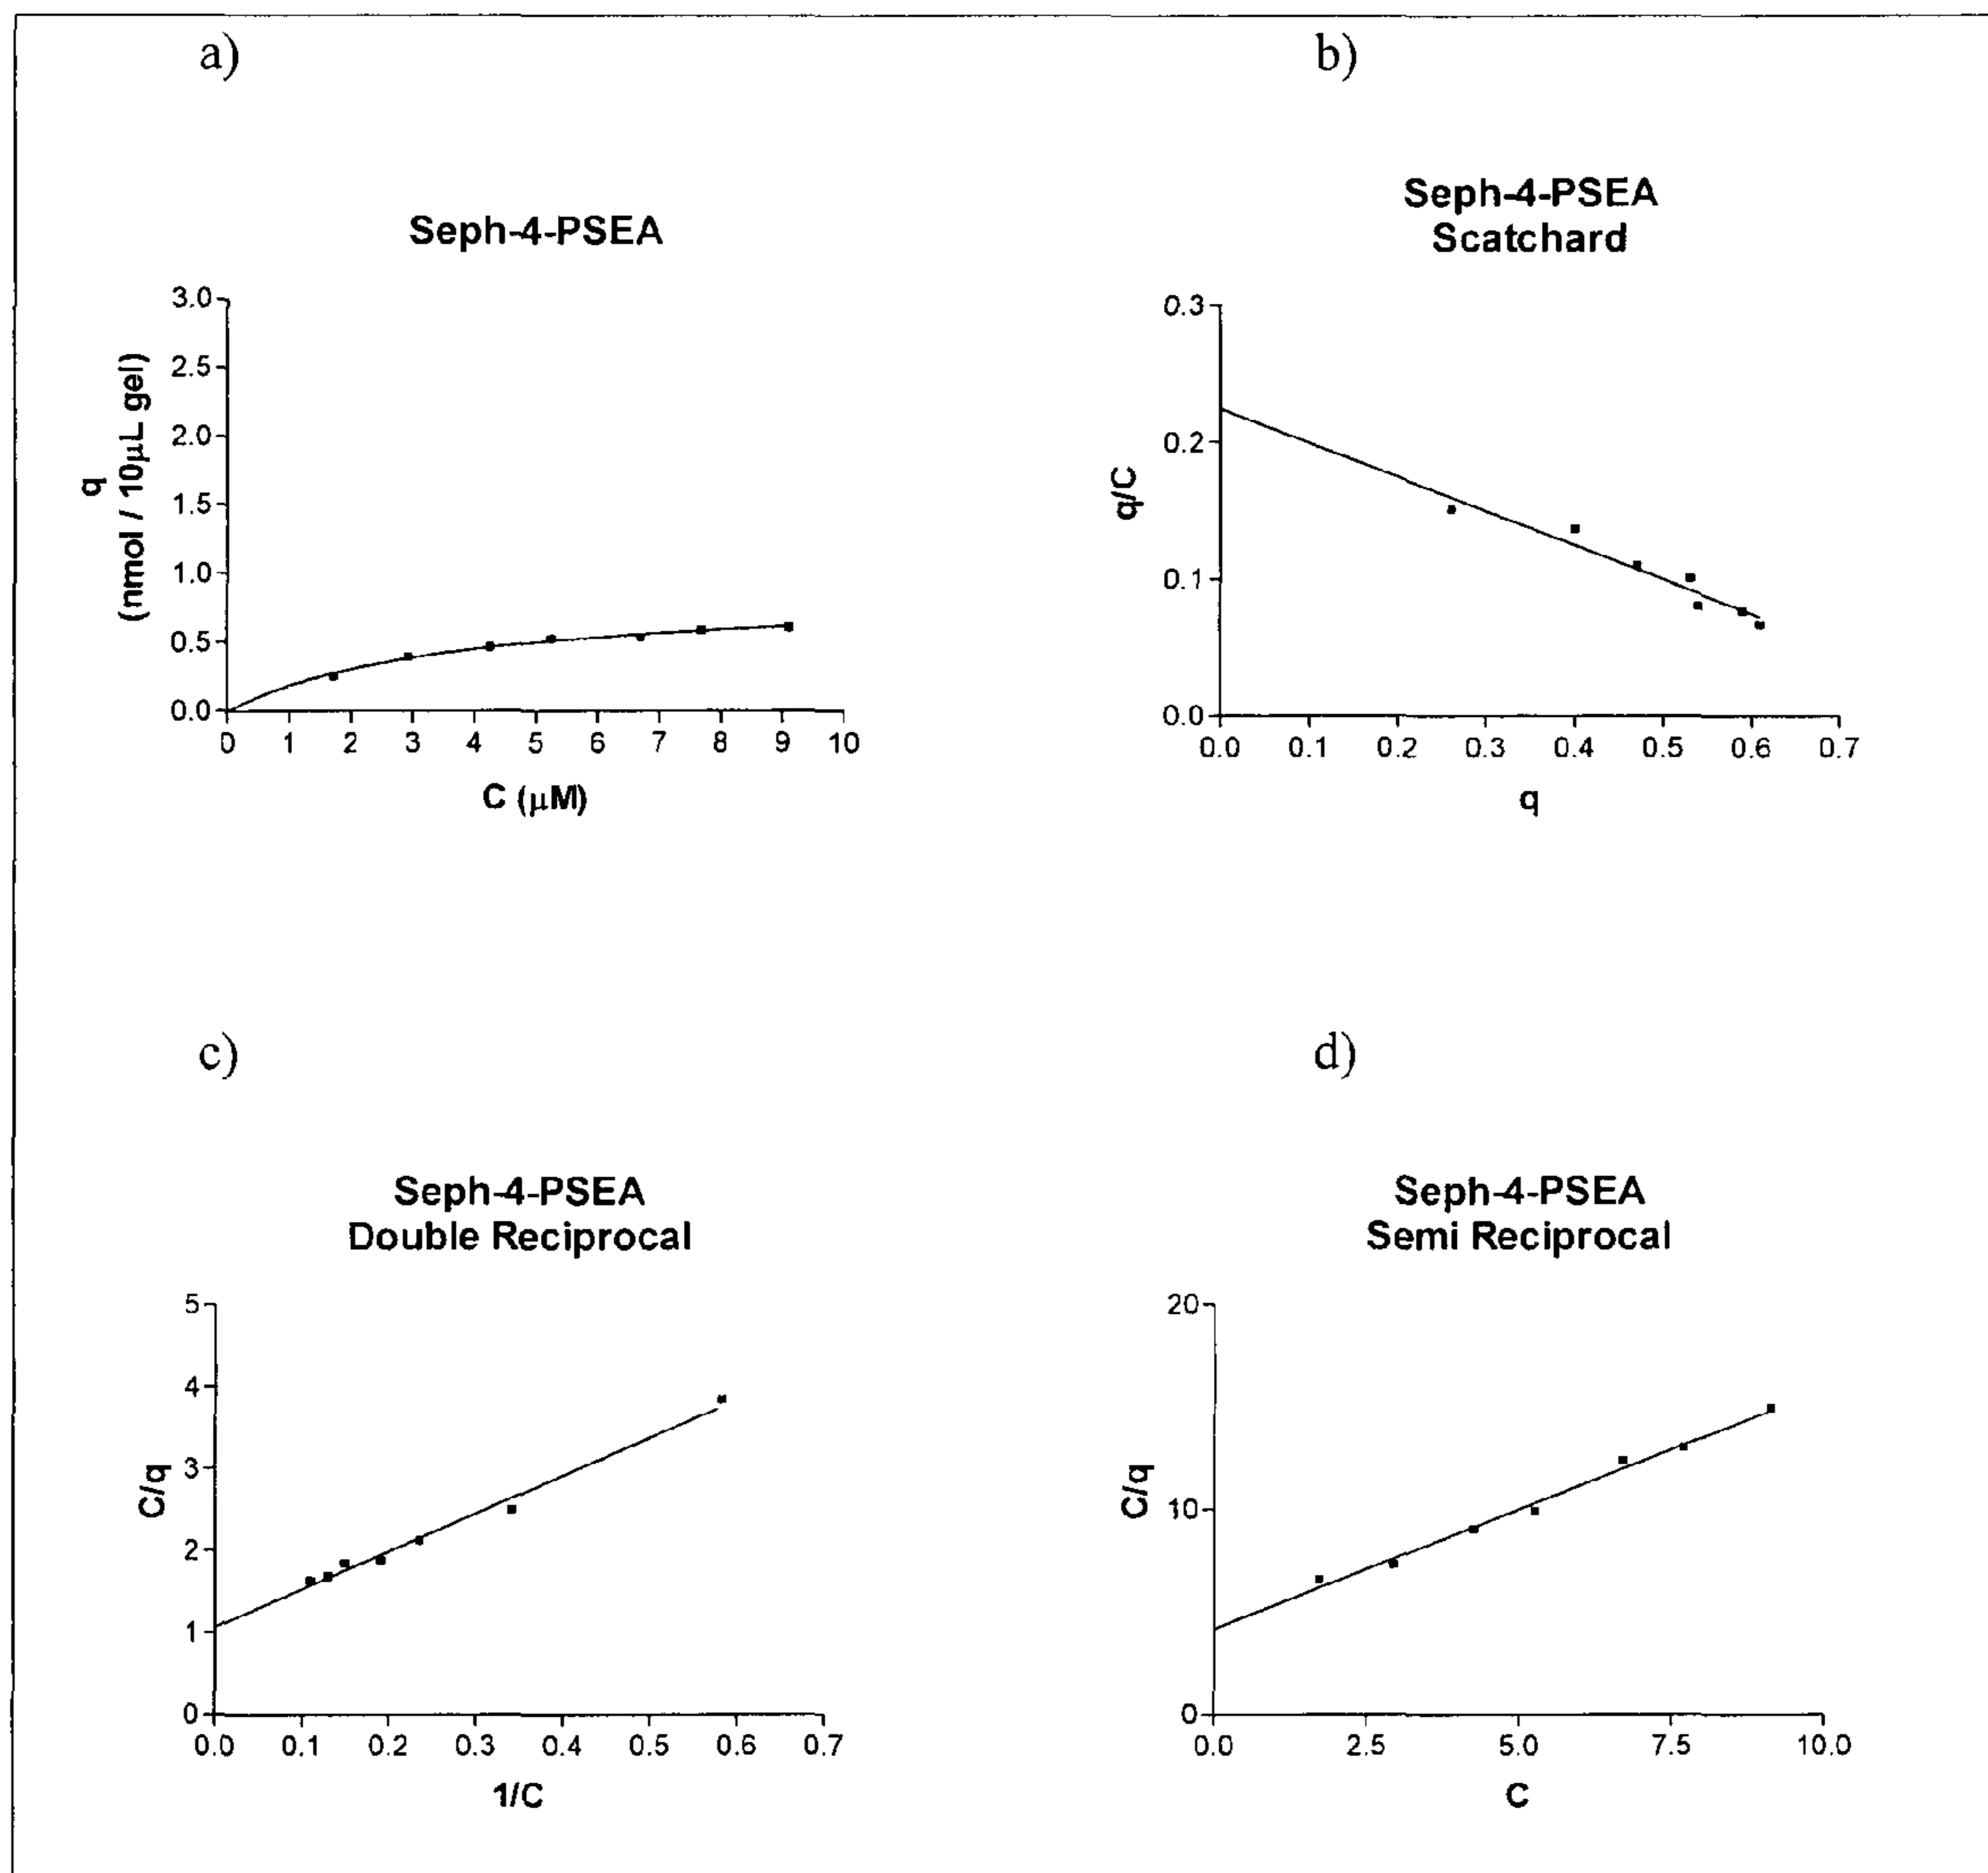 a)
Seph-4-PSEA
q
(nmol / 10μL gel)
3.0
2.5
2.0
1.5
1.0
0.5
0.0
0 1 2 3 4 5 6 7 8 9 10
C (μM)
b)
Seph-4-PSEA
Scatchard
q/C
0.3
0.2
0.1
0.0
0.0 0.1 0.2 0.3 0.4 0.5 0.6 0.7
q
c)
Seph-4-PSEA
Double Reciprocal
C/q
5
4
3
2
1
0
0.0 0.1 0.2 0.3 0.4 0.5 0.6 0.7
1/C
d)
Seph-4-PSEA
Semi Reciprocal
C/q
20
10
0
0.0 2.5 5.0 7.5 10.0
C